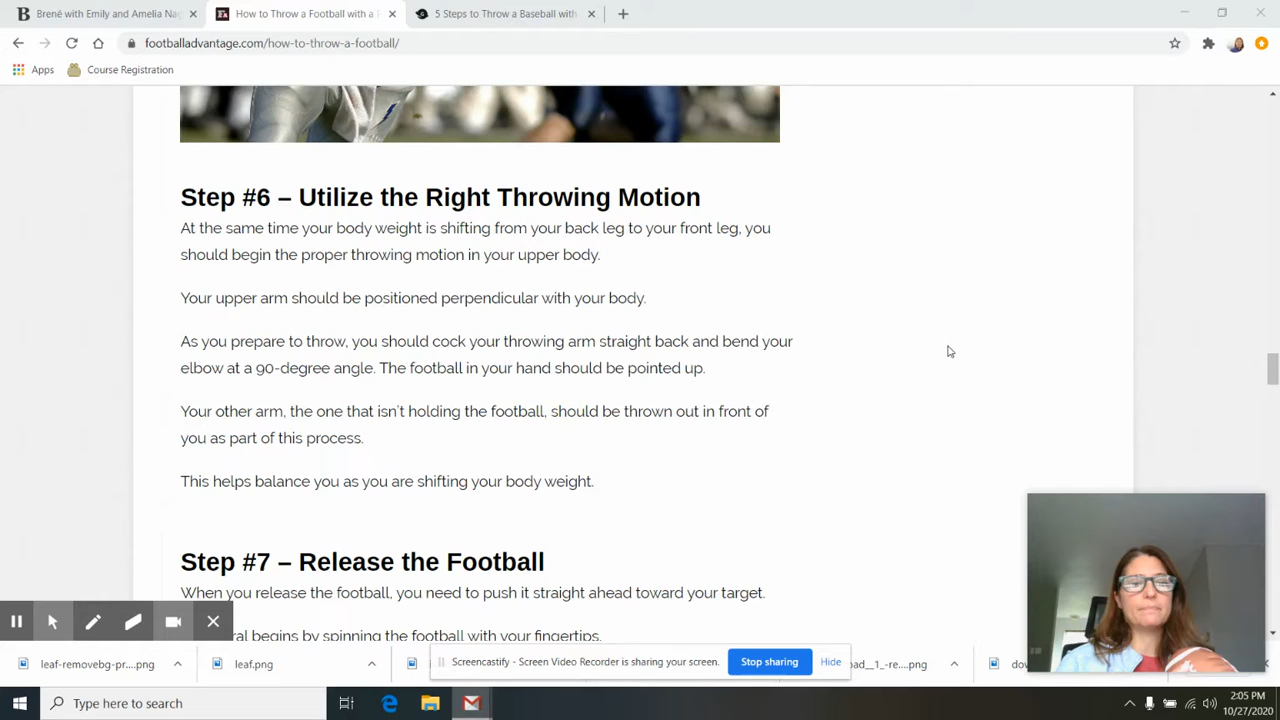 Brené with Emily and Amelia Nag
How to Throw a Football with a P
5 Steps to Throw a Baseball with
footballadvantage.com/how-to-throw-a-football/
Apps
Course Registration
Step #6 – Utilize the Right Throwing Motion
At the same time your body weight is shifting from your back leg to your front leg, you
should begin the proper throwing motion in your upper body.
Your upper arm should be positioned perpendicular with your body.
As you prepare to throw, you should cock your throwing arm straight back and bend your
elbow at a 90-degree angle. The football in your hand should be pointed up.
Your other arm, the one that isn't holding the football, should be thrown out in front of
you as part of this process.
This helps balance you as you are shifting your body weight.
Step #7 – Release the Football
When you release the football, you need to push it straight ahead toward your target.
ral begins by spinning the football with your fingertips.
leaf-removebg-pr....png
leaf.png
Screencastify - Screen Video Recorder is sharing your screen.
Stop sharing
Hide
oad__1_-re....png
dow
Type here to search
2:05 PM
10/27/2020